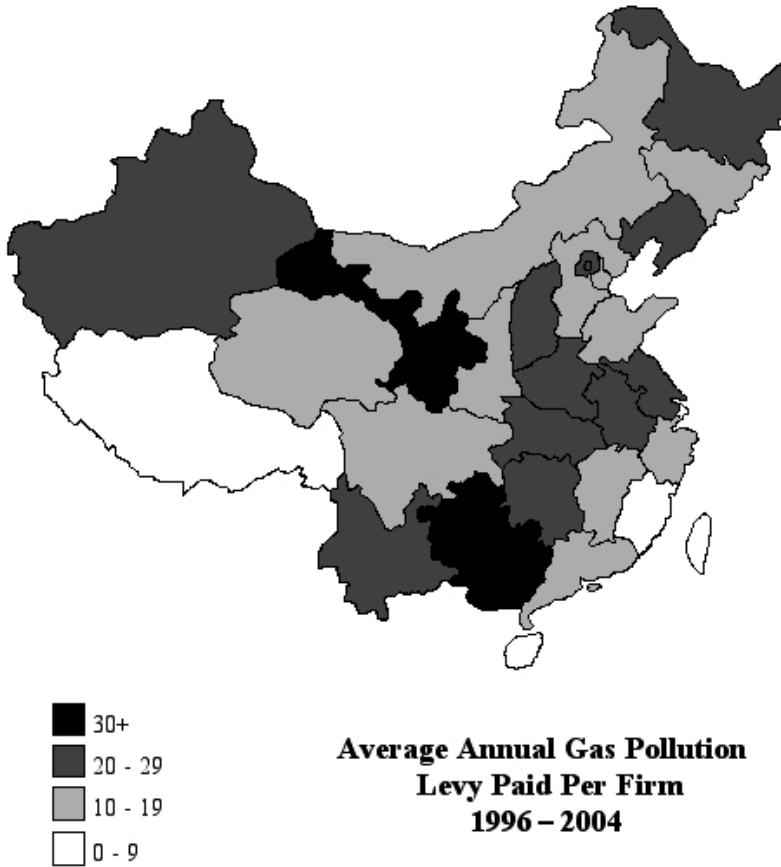 30+
20 - 29
10 - 19
0 - 9
Average Annual Gas Pollution
Levy Paid Per Firm
1996 – 2004